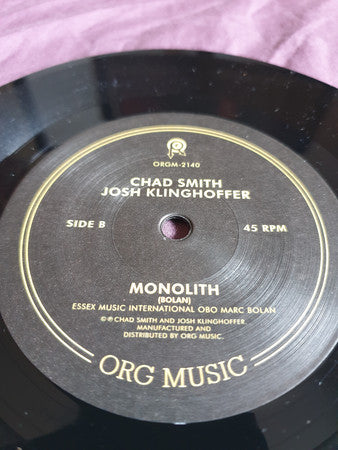 ORGM-2140
CHAD SMITH
JOSH KLINGHOFFER
SIDE B
45 RPM
MONOLITH
(BOLAN)
ESSEX MUSIC INTERNATIONAL OBO MARC BOLAN
©℗ CHAD SMITH AND JOSH KLINGHOFFER.
MANUFACTURED AND
DISTRIBUTED BY ORG MUSIC.
ORG MUSIC